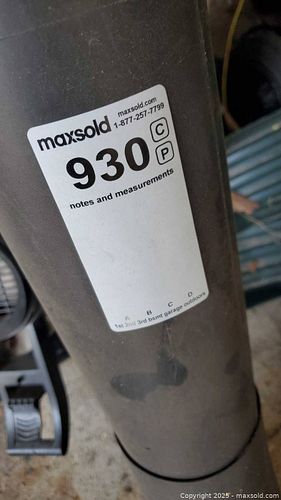 maxsold
maxsold.com
1-877-257-7799
930
C
P
notes and measurements
A B C D
1st 2nd 3rd bsmt garage outdoors
Copyright 2025 - maxsold.com